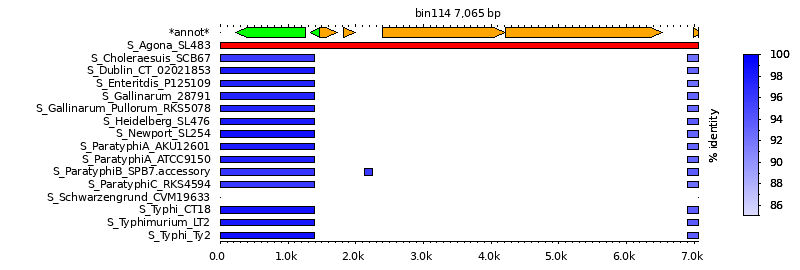 bin114 7,065 bp
*annot*
S_Agona_SL483
S_Choleraesuis_SCB67
S_Dublin_CT_02021853
S_Enteritdis_P125109
S_Gallinarum_28791
S_Gallinarum_Pullorum_RKS5078
S_Heidelberg_SL476
S_Newport_SL254
S_ParatyphiA_AKU12601
S_ParatyphiA_ATCC9150
S_ParatyphiB_SPB7.accessory
S_ParatyphiC_RKS4594
S_Schwarzengrund_CVM19633
S_Typhi_CT18
S_Typhimurium_LT2
S_Typhi_Ty2
0.0 1.0k 2.0k 3.0k 4.0k 5.0k 6.0k 7.0k
% identity
100
98
96
94
92
90
88
86